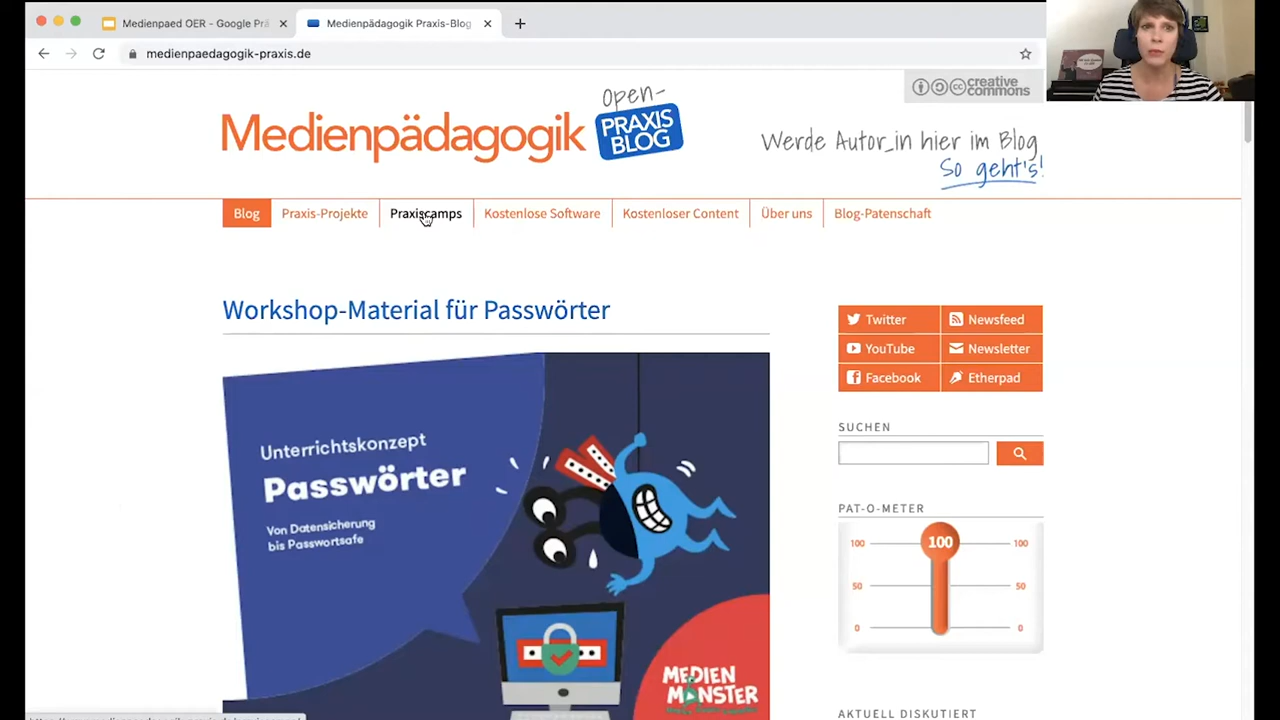 Medienpaed OER - Google Prä
Medienpädagogik Praxis-Blog
medienpaedagogik-praxis.de
creative commons
Medienpädagogik
open-
PRAXIS
BLOG
Werde Autor_in hier im Blog
So geht's!
Blog
Praxis-Projekte
Praxiscamps
Kostenlose Software
Kostenloser Content
Über uns
Blog-Patenschaft
Workshop-Material für Passwörter
Unterrichtskonzept
Passwörter
Von Datensicherung
bis Passwortsafe
MEDIEN
MONSTER
Twitter
Newsfeed
YouTube
Newsletter
Facebook
Etherpad
SUCHEN
PAT-O-METER
100
100
100
50
50
0
0
AKTUELL DISKUTIERT